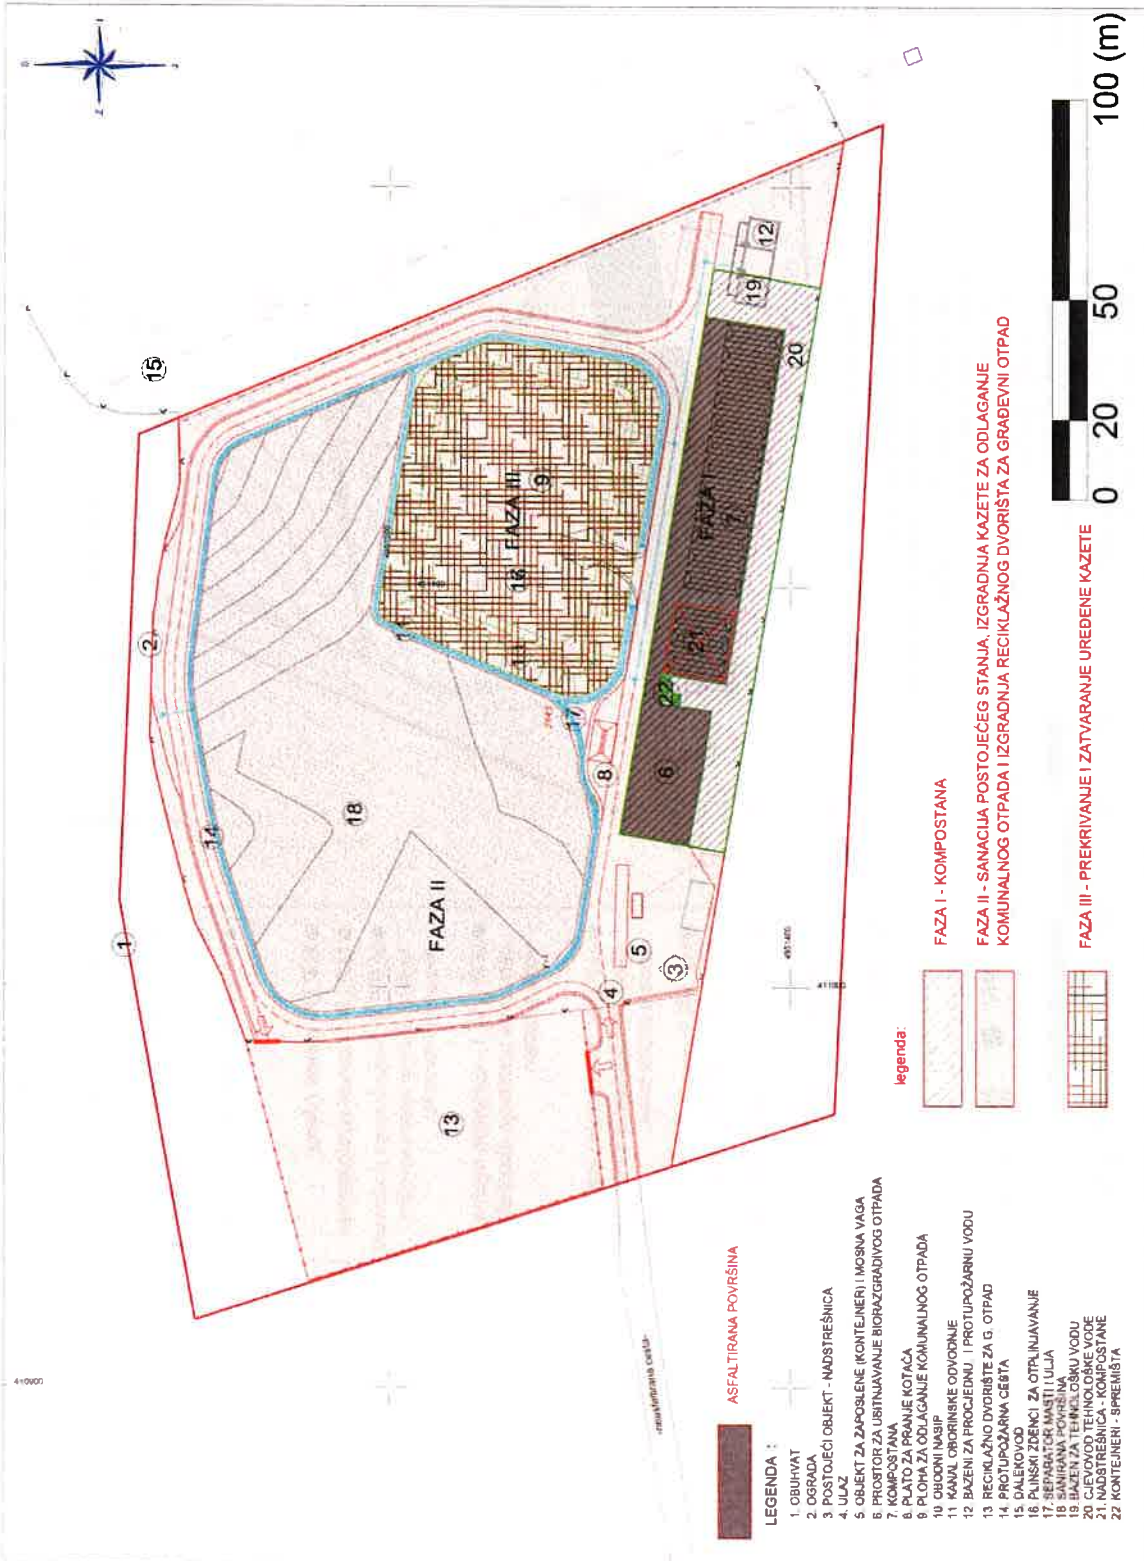 15
2
1
14
18
FAZA II
13
FAZA III
9
16
10
11
17
8
12
19
20
FAZA I
7
21
22
6
5
3
4
411000
410900
ASFALTIRANA POVRŠINA
LEGENDA :
1. OBUHVAT
2. OGRADA
3 POSTOJEĆI OBJEKT - NADSTREŠNICA
4. ULAZ
5. OBJEKT ZA ZAPOSLENE (KONTEJNER) I MOSNA VAGA
6. PROSTOR ZA USITNJAVANJE BIORAZGRADIVOG OTPADA
7. KOMPOSTANA
8. PLATO ZA PRANJE KOTAČA
9. PLOHA ZA ODLAGANJE KOMUNALNOG OTPADA
10 OBODNI NASIP
11 KANAL OBORINSKE ODVODNJE
12. BAZENI ZA PROCJEDNU I PROTUPOŽARNU VODU
13 RECIKLAŽNO DVORIŠTE ZA G. OTPAD
14. PROTUPOŽARNA CESTA
15. DALEKOVOD
16. PLINSKI ZDENCI ZA OTPLINJAVANJE
17. SEPARATOR MASTI I ULJA
18 SANIRANA POVRŠINA
19. BAZEN ZA TEHNOLOŠKU VODU
20 CJEVOVOD TEHNOLOŠKE VODE
21. NADSTREŠNICA - KOMPOSTANE
22 KONTEJNERI - SPREMIŠTA
legenda:
FAZA I - KOMPOSTANA
FAZA II - SANACIJA POSTOJEĆEG STANJA, IZGRADNJA KAZETE ZA ODLAGANJE
KOMUNALNOG OTPADA I IZGRADNJA RECIKLAŽNOG DVORIŠTA ZA GRAĐEVNI OTPAD
FAZA III - PREKRIVANJE I ZATVARANJE UREĐENE KAZETE
0 20 50 100 (m)